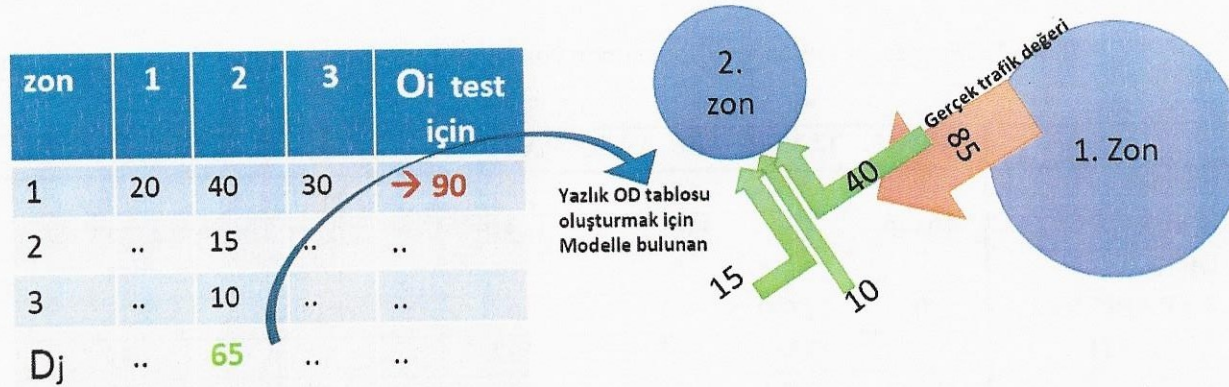 zon 1 2 3 Oi test
için
1 20 40 30 → 90
2 .. 15 .. ..
3 .. 10 .. ..
Dj .. 65 .. ..
Yazlık OD tablosu
oluşturmak için
Modelle bulunan
2.
zon
Gerçek trafik değeri
85
40
15
10
1. Zon